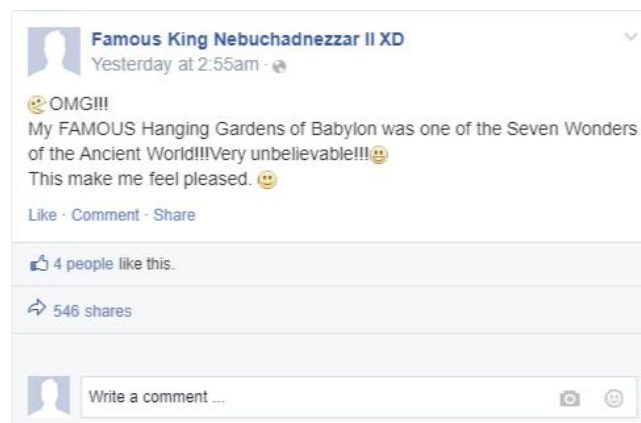 Famous King Nebuchadnezzar II XD
Yesterday at 2:55am ·
OMG!!!
My FAMOUS Hanging Gardens of Babylon was one of the Seven Wonders
of the Ancient World!!!Very unbelievable!!!
This make me feel pleased.
Like · Comment · Share
4 people like this.
546 shares
Write a comment ...